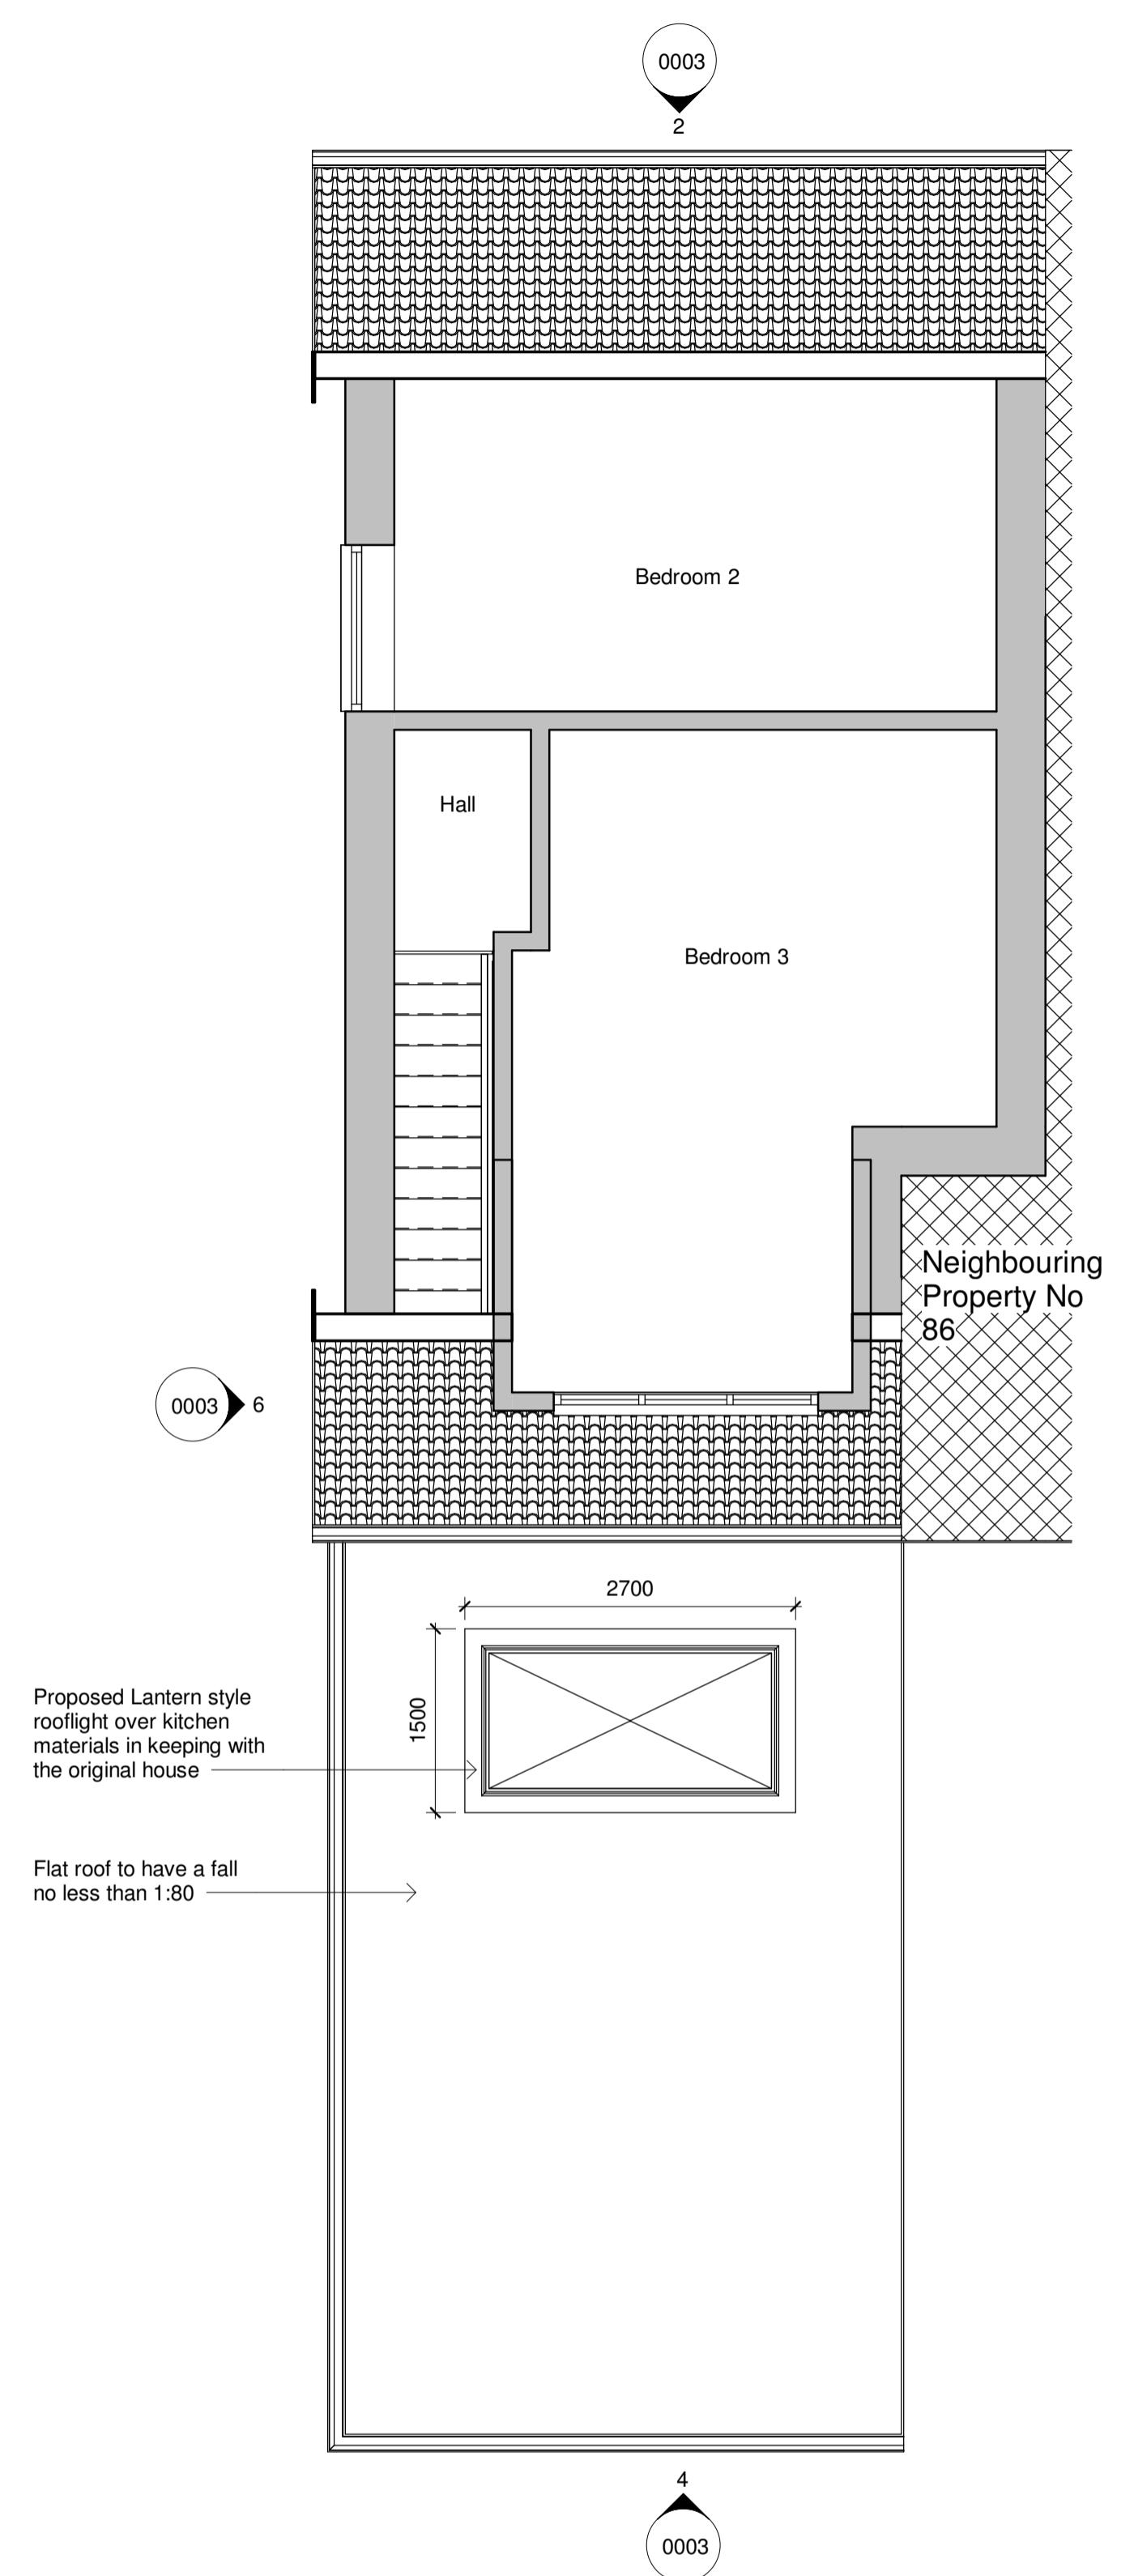 0003
2
Bedroom 2
Hall
Bedroom 3
Neighbouring
Property No
86
0003
6
2700
1500
Proposed Lantern style
rooflight over kitchen
materials in keeping with
the original house
Flat roof to have a fall
no less than 1:80
4
0003